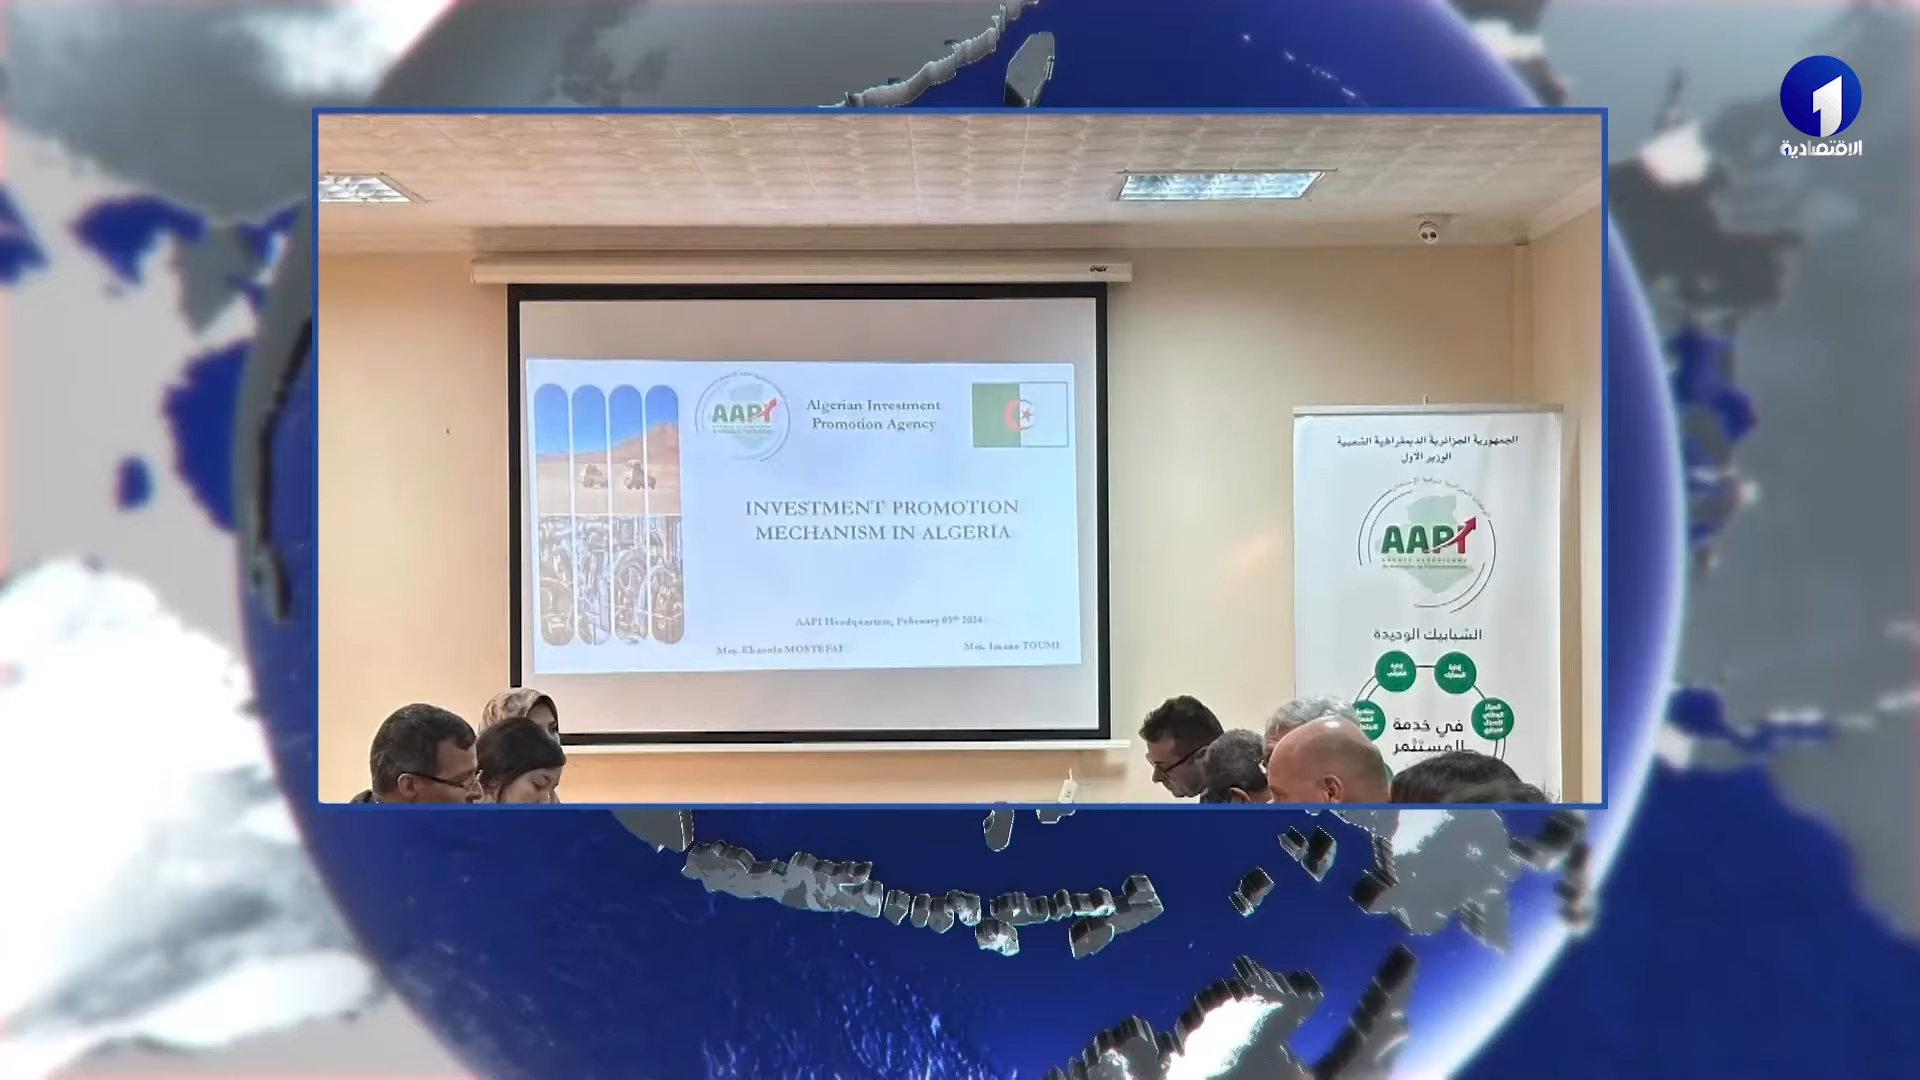 الاقتصادية
AAPI
Algerian Investment
Promotion Agency
INVESTMENT PROMOTION
MECHANISM IN ALGERIA
AAPI Headquarters, February 05th 2024
Mrs. Khaoula MOSTEFAI
Mrs. Imane TOUMI
الجمهورية الجزائرية الديمقراطية الشعبية
الوزير الأول
AAPI
الشبابيك الوحيدة
في خدمة
المستثمر